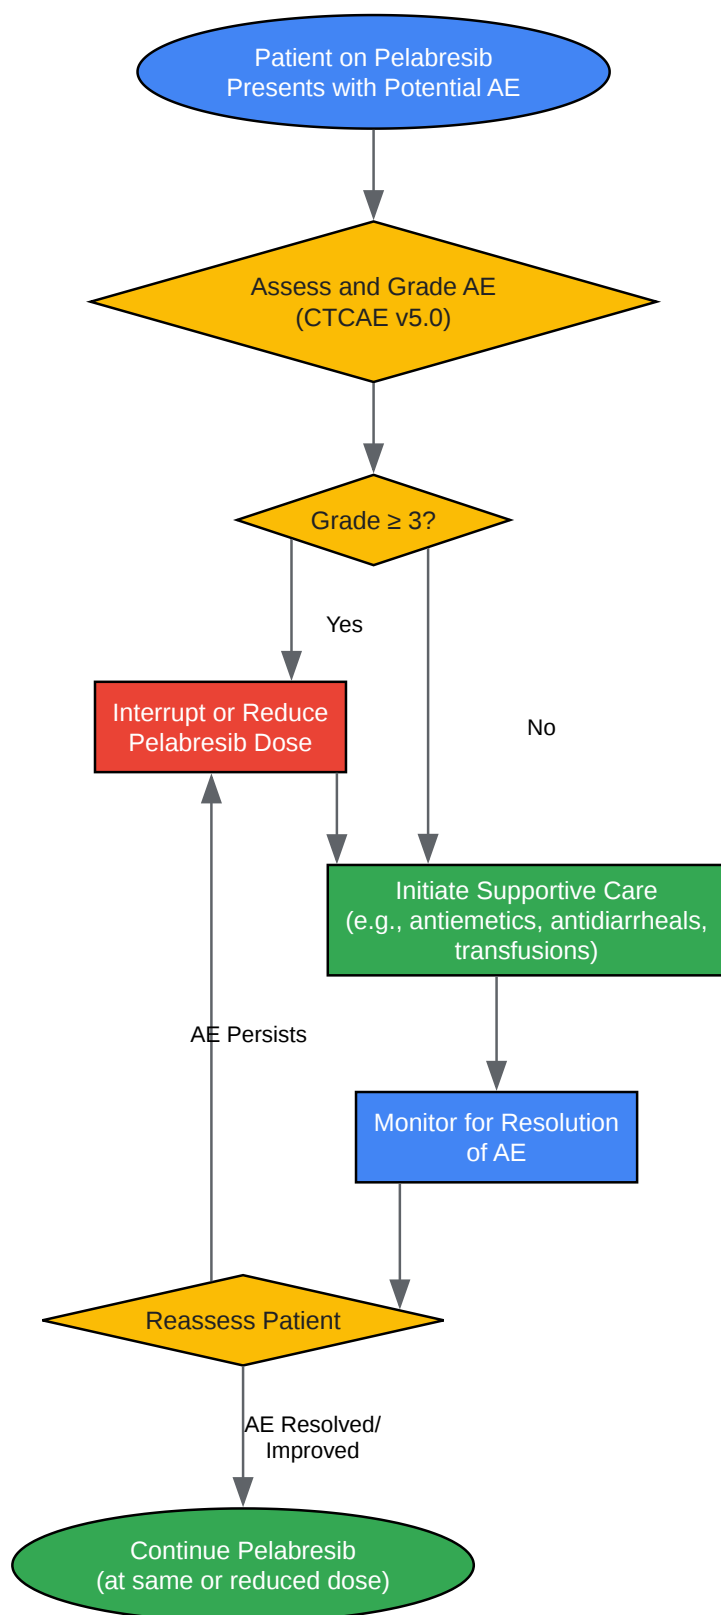 Patient on Pelabresib
Presents with Potential AE
Assess and Grade AE
(CTCAE v5.0)
Grade ≥ 3?
Yes
Interrupt or Reduce
Pelabresib Dose
No
Initiate Supportive Care
(e.g., antiemetics, antidiarrheals,
transfusions)
AE Persists
Monitor for Resolution
of AE
Reassess Patient
AE Resolved/
Improved
Continue Pelabresib
(at same or reduced dose)